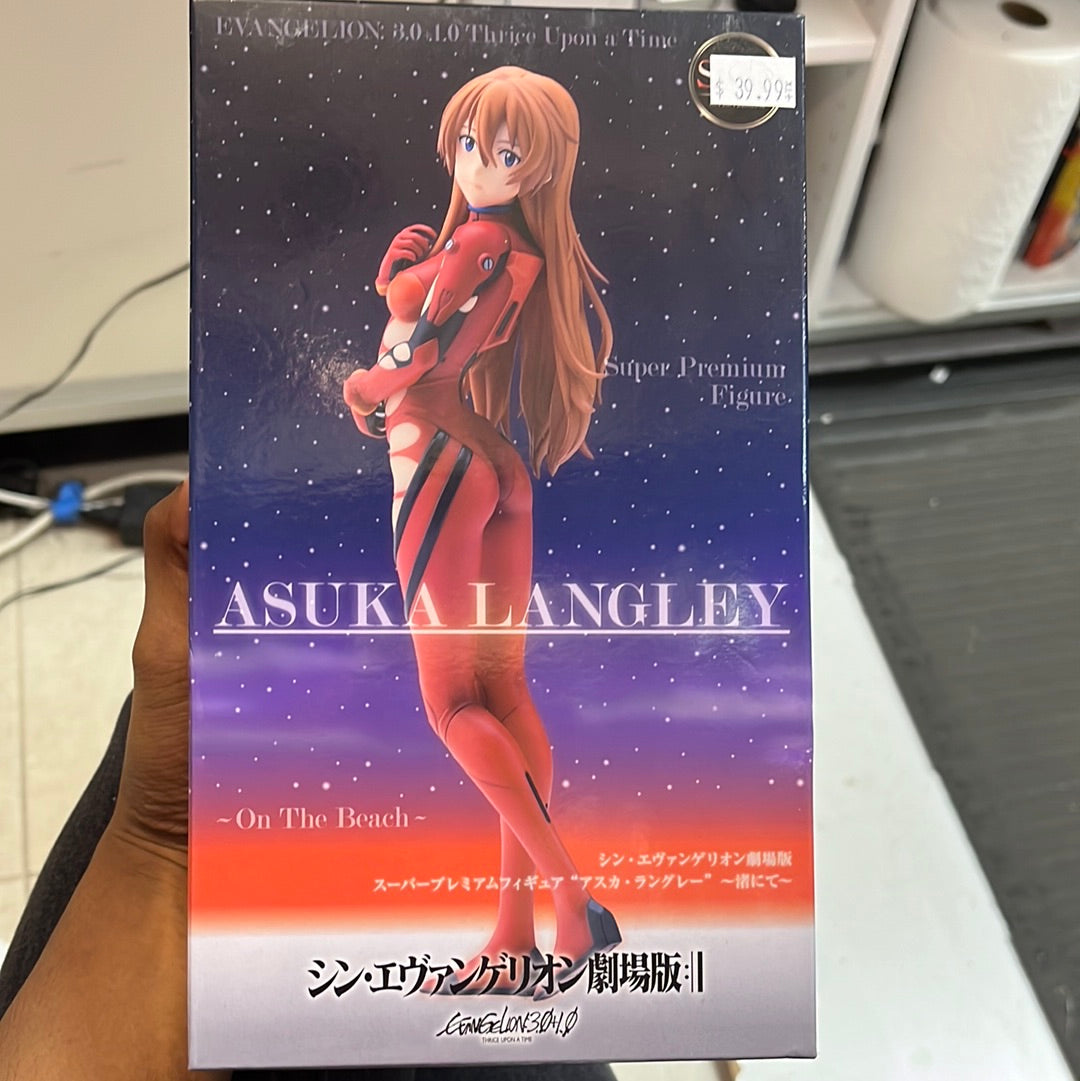 EVANGELION: 3.0+1.0 Thrice Upon a Time
$ 39.99
Super Premium
Figure
ASUKA LANGLEY
~On The Beach~
シン・エヴァンゲリオン劇場版
スーパープレミアムフィギュア“アスカ・ラングレー” ～渚にて～
シン・エヴァンゲリオン劇場版:||
EVANGELION:3.0+1.0
THRICE UPON A TIME